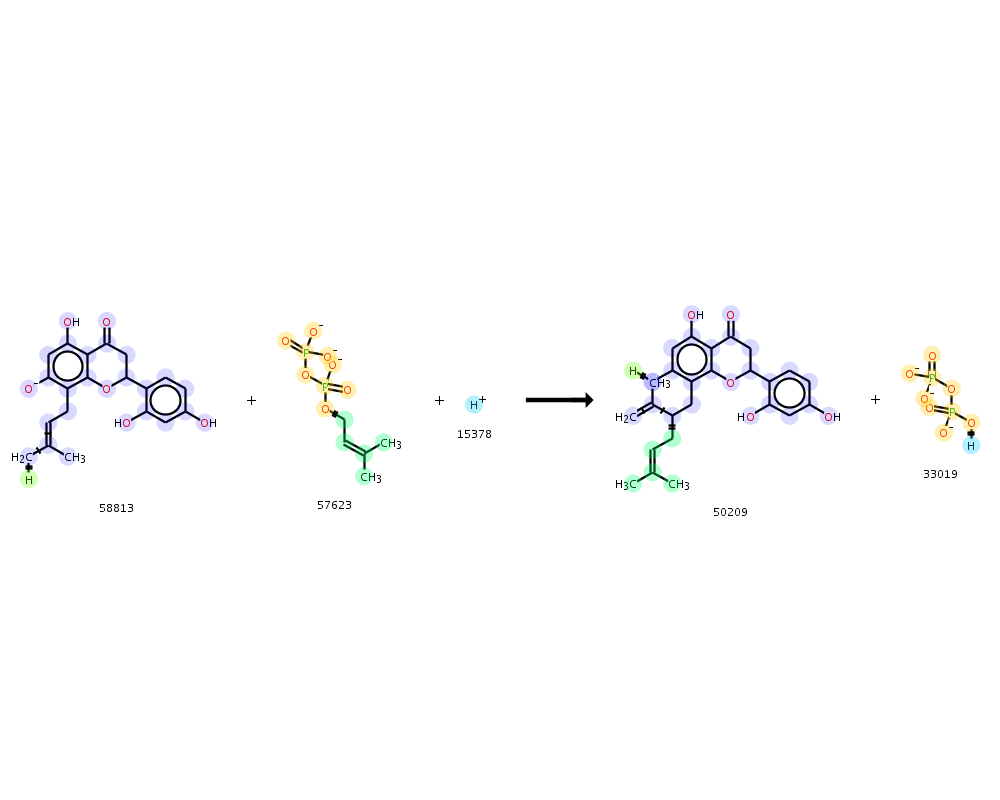 OH
O
O⁻
O
HO
OH
H₂C
CH₃
H
58813
+
O⁻
O
P
O⁻
O⁻
O
P
O
O
CH₃
CH₃
57623
+
H⁺
15378
OH
O
H
CH₃
O
H₂C
HO
OH
H₃C
CH₃
50209
+
O
O⁻
P
O
O⁻
O
P
O
O⁻
H
33019